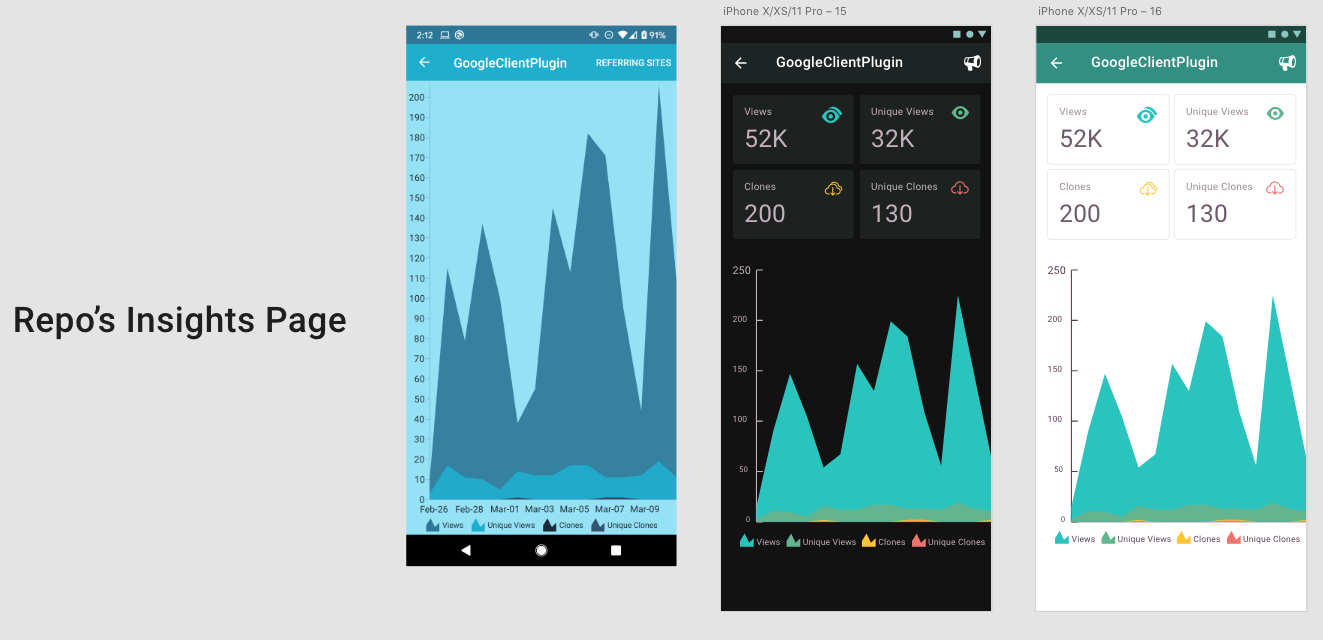 Repo’s Insights Page
2:12
91%
GoogleClientPlugin
REFERRING SITES
200
190
180
170
160
150
140
130
120
110
100
90
80
70
60
50
40
30
20
10
0
Feb-26 Feb-28 Mar-01 Mar-03 Mar-05 Mar-07 Mar-09
Views Unique Views Clones Unique Clones
iPhone X/XS/11 Pro – 15
GoogleClientPlugin
Views
52K
Unique Views
32K
Clones
200
Unique Clones
130
250
200
150
100
50
0
Views Unique Views Clones Unique Clones
iPhone X/XS/11 Pro – 16
GoogleClientPlugin
Views
52K
Unique Views
32K
Clones
200
Unique Clones
130
250
200
150
100
50
0
Views Unique Views Clones Unique Clones